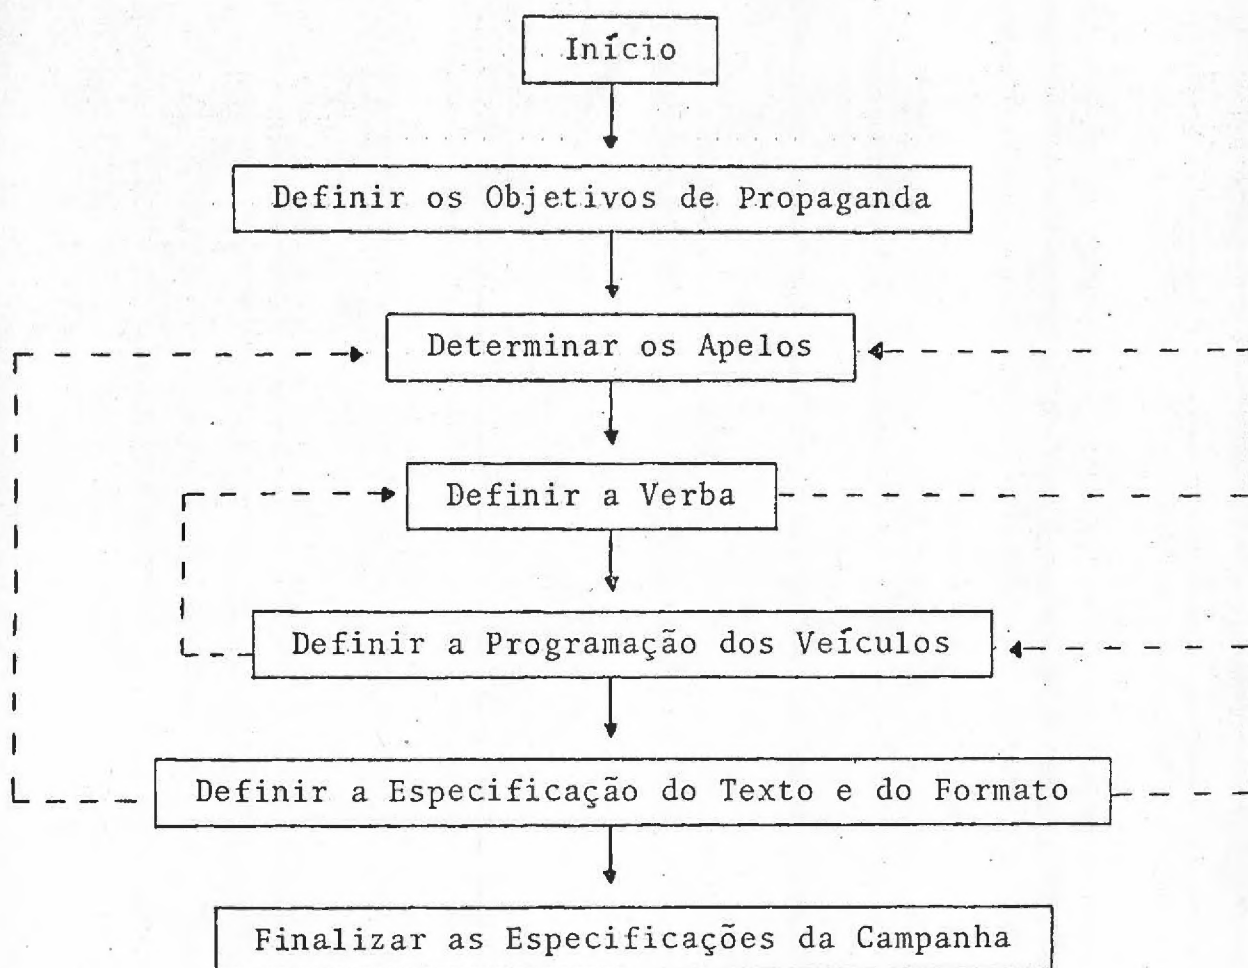 Início
Definir os Objetivos de Propaganda
Determinar os Apelos
Definir a Verba
Definir a Programação dos Veículos
Definir a Especificação do Texto e do Formato
Finalizar as Especificações da Campanha